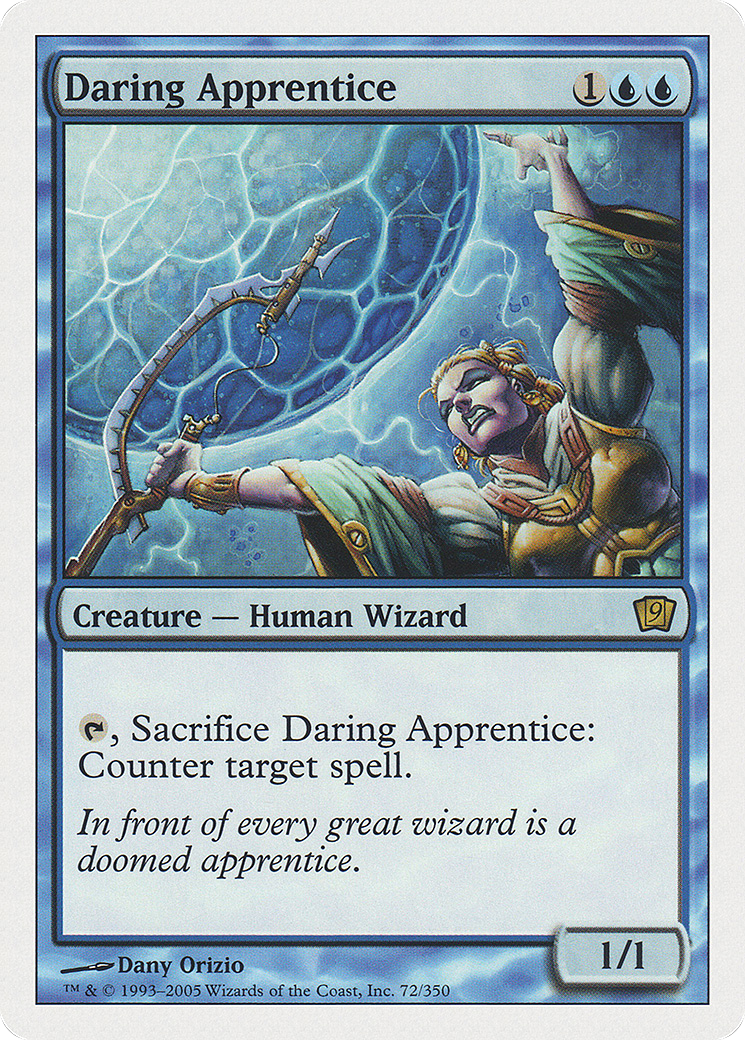 Daring Apprentice 1
Creature — Human Wizard 9
, Sacrifice Daring Apprentice:
Counter target spell.
In front of every great wizard is a
doomed apprentice.
1/1
Dany Orizio
™ & © 1993–2005 Wizards of the Coast, Inc. 72/350